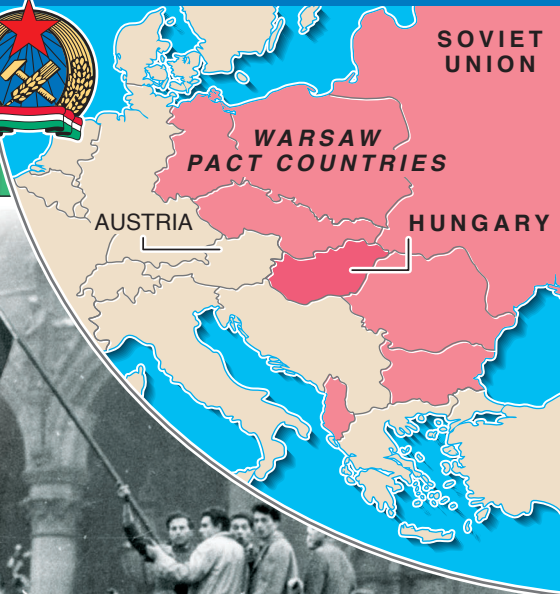 SOVIET
UNION
WARSAW
PACT COUNTRIES
AUSTRIA
HUNGARY